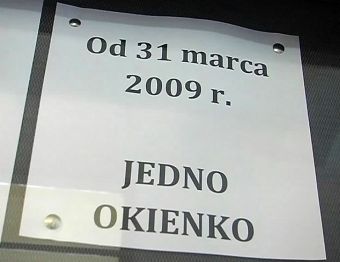 Od 31 marca
2009 r.
JEDNO
OKIENKO